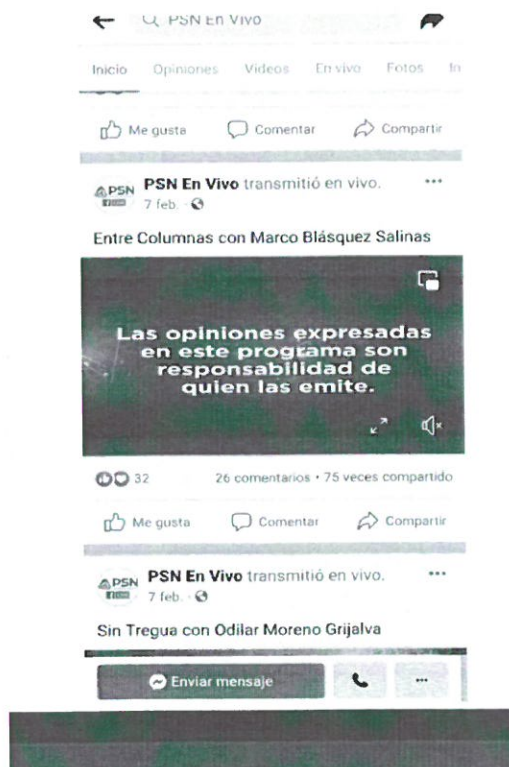 PSN En Vivo
Inicio Opiniones Videos En vivo Fotos In
Me gusta Comentar Compartir
PSN En Vivo transmitió en vivo.
PSN
7 feb.
Entre Columnas con Marco Blásquez Salinas
Las opiniones expresadas
en este programa son
responsabilidad de
quien las emite.
32 26 comentarios • 75 veces compartido
Me gusta Comentar Compartir
PSN En Vivo transmitió en vivo.
PSN
7 feb.
Sin Tregua con Odilar Moreno Grijalva
Enviar mensaje